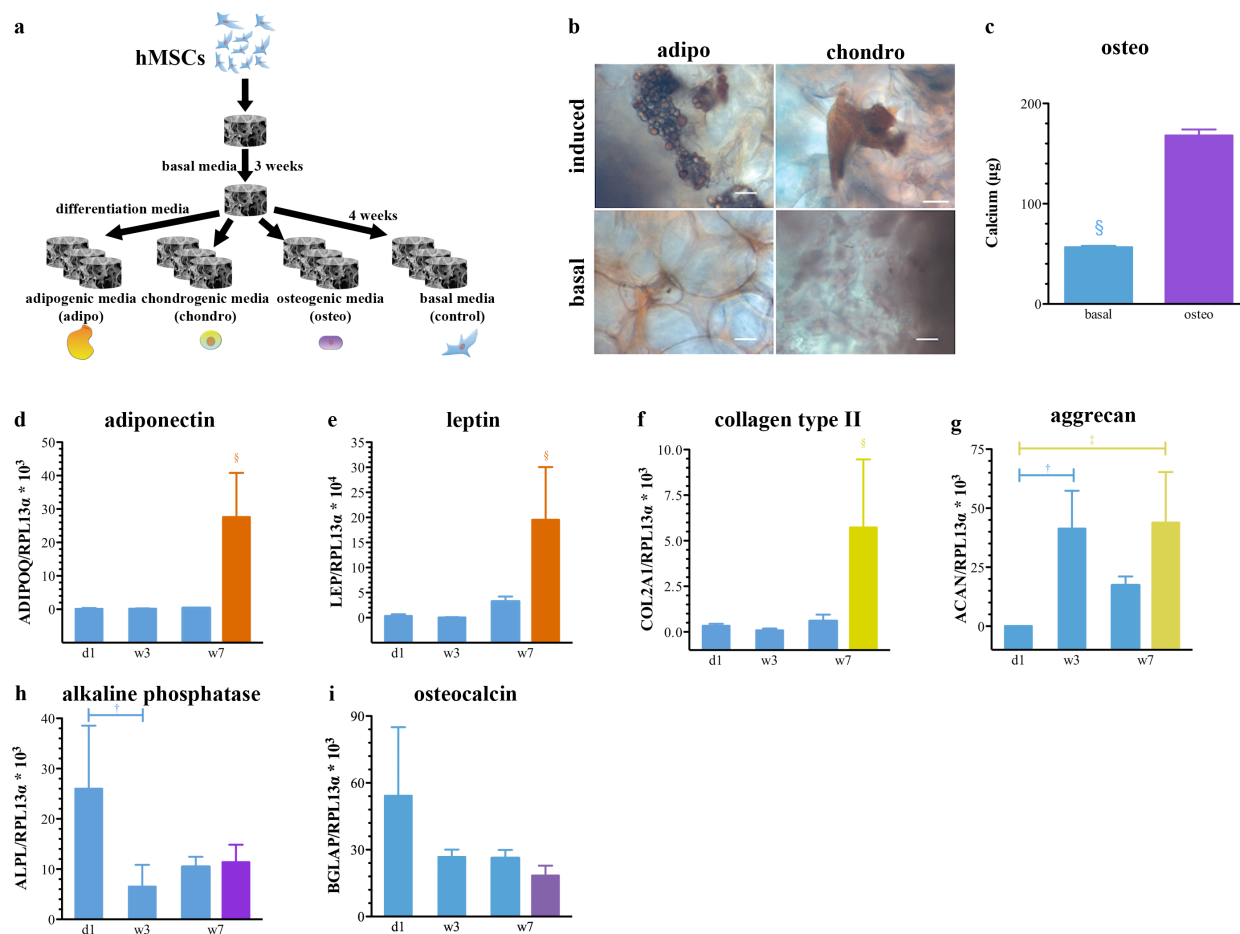 a
hMSCs
basal media
3 weeks
differentiation media
4 weeks
adipogenic media
(adipo)
chondrogenic media
(chondro)
osteogenic media
(osteo)
basal media
(control)
b
adipo
chondro
induced
basal
c
osteo
Calcium (µg)
200
100
0
basal
osteo
d
adiponectin
ADIPOQ/RPL13α * 10³
50
40
30
20
10
0
d1
w3
w7
§
e
leptin
LEP/RPL13α * 10⁴
35
30
25
20
15
10
5
0
d1
w3
w7
§
f
collagen type II
COL2A1/RPL13α * 10³
10.0
7.5
5.0
2.5
0.0
d1
w3
w7
§
g
aggrecan
ACAN/RPL13α * 10³
75
50
25
0
d1
w3
w7
†
‡
h
alkaline phosphatase
ALPL/RPL13α * 10³
40
30
20
10
0
d1
w3
w7
†
i
osteocalcin
BGLAP/RPL13α * 10³
90
60
30
0
d1
w3
w7
§